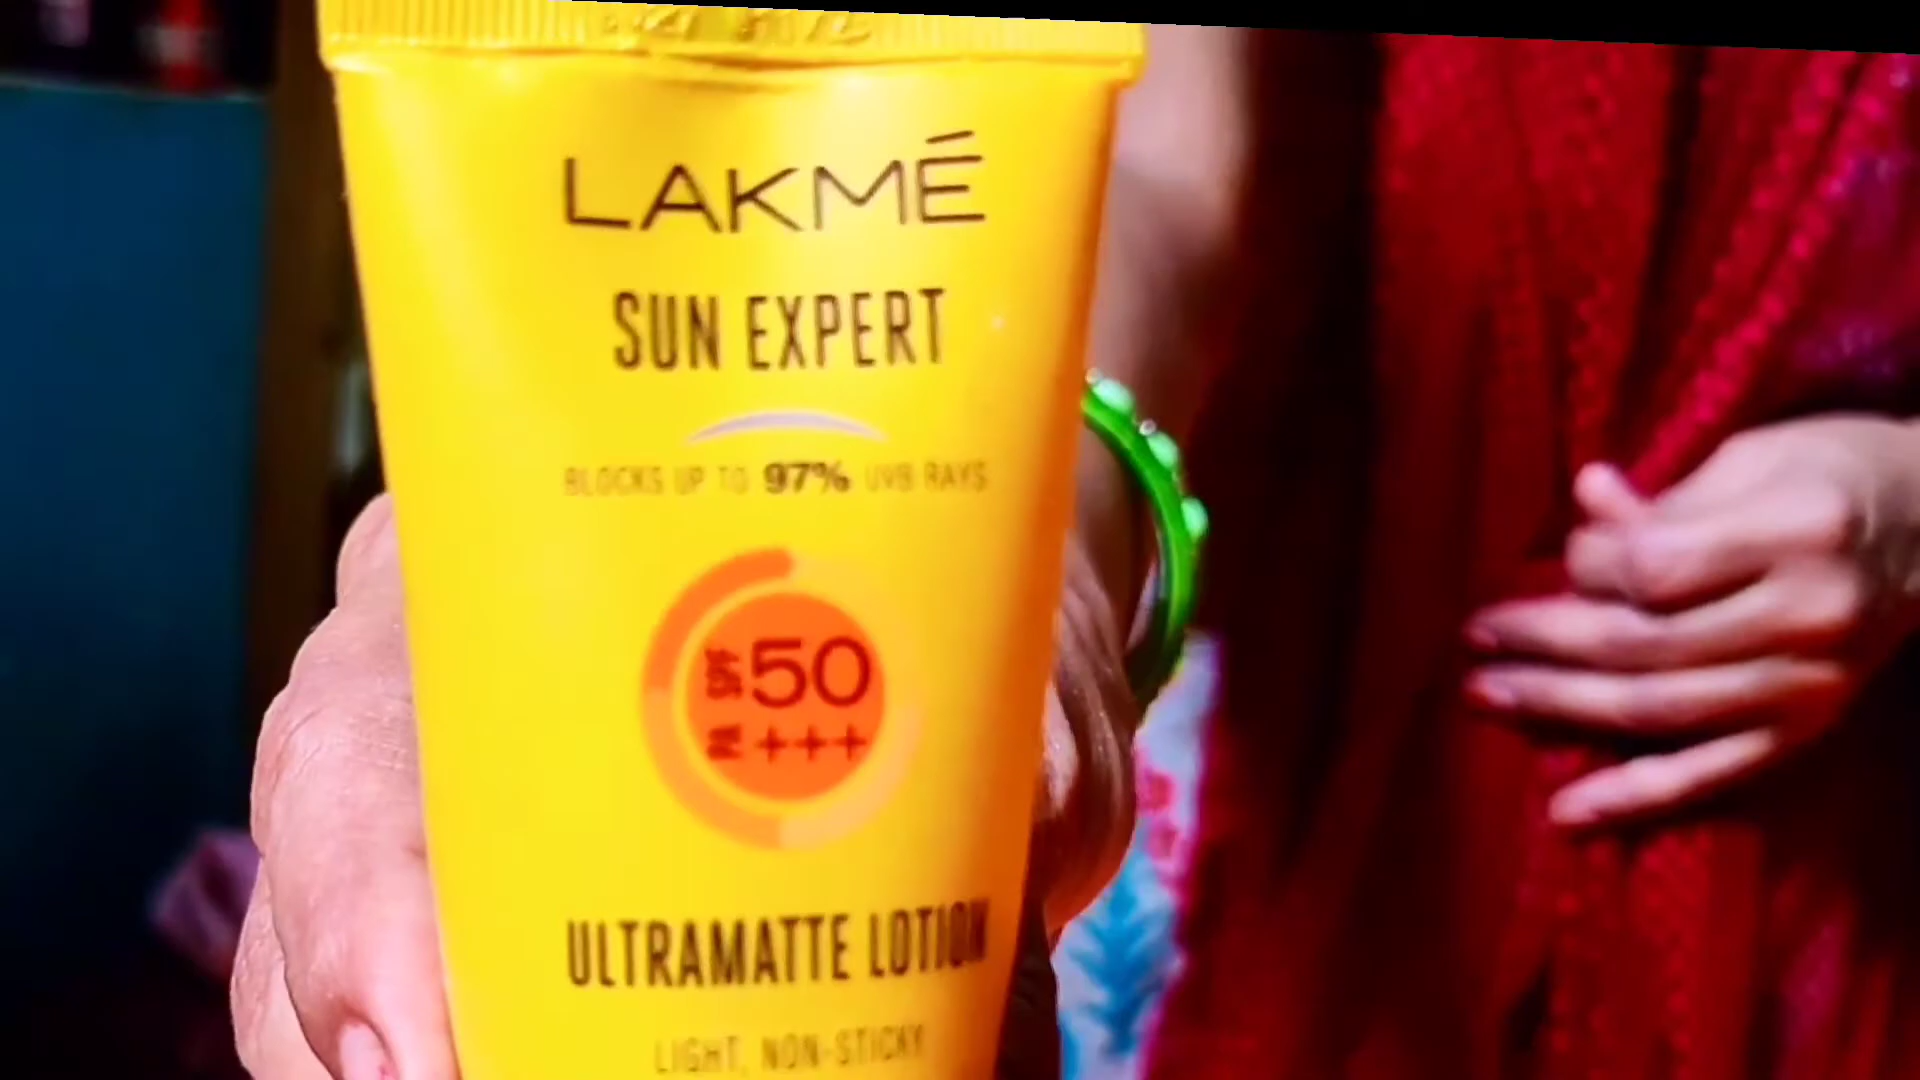 LAKMÉ
SUN EXPERT
BLOCKS UP TO 97% UVB RAYS
SPF 50
PA +++
ULTRAMATTE LOTION
LIGHT, NON-STICKY